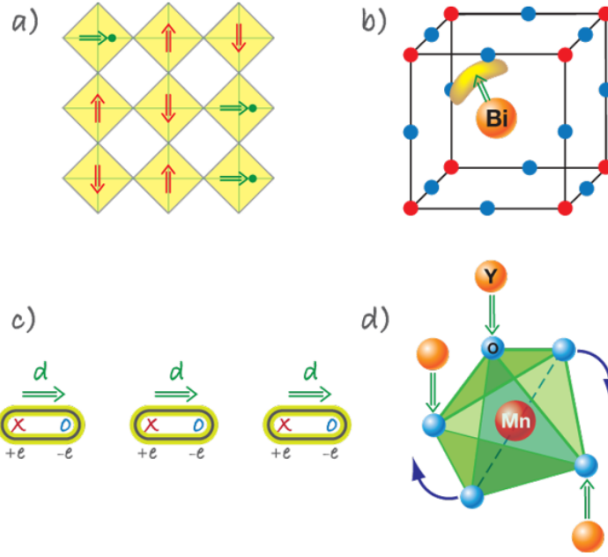 a)
b)
Bi
c)
d)
Y
d d d
O
x o x o x o
Mn
+e -e +e -e +e -e